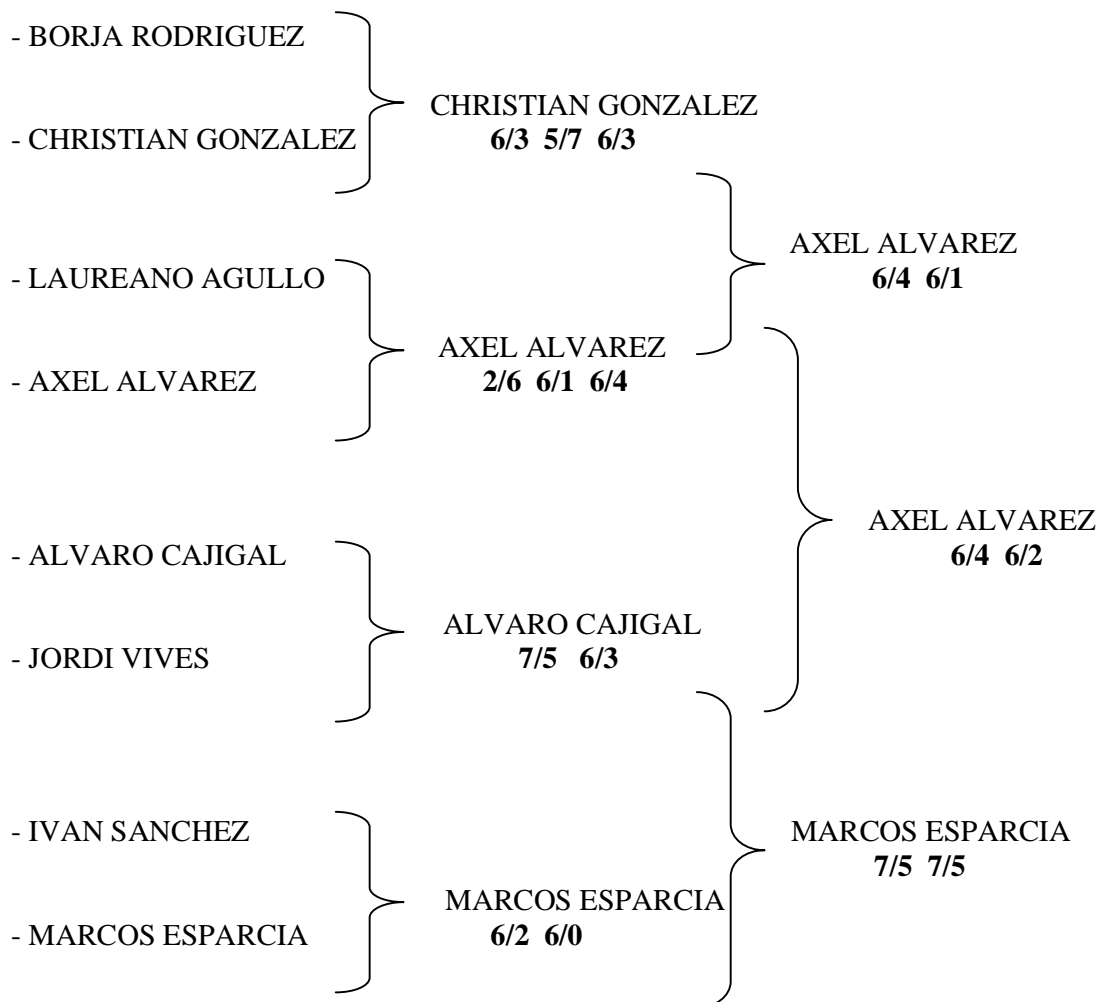 - BORJA RODRIGUEZ
CHRISTIAN GONZALEZ
6/3 5/7 6/3
- CHRISTIAN GONZALEZ
AXEL ALVAREZ
6/4 6/1
- LAUREANO AGULLO
AXEL ALVAREZ
2/6 6/1 6/4
- AXEL ALVAREZ
AXEL ALVAREZ
6/4 6/2
- ALVARO CAJIGAL
ALVARO CAJIGAL
7/5 6/3
- JORDI VIVES
- IVAN SANCHEZ
MARCOS ESPARCIA
7/5 7/5
MARCOS ESPARCIA
6/2 6/0
- MARCOS ESPARCIA